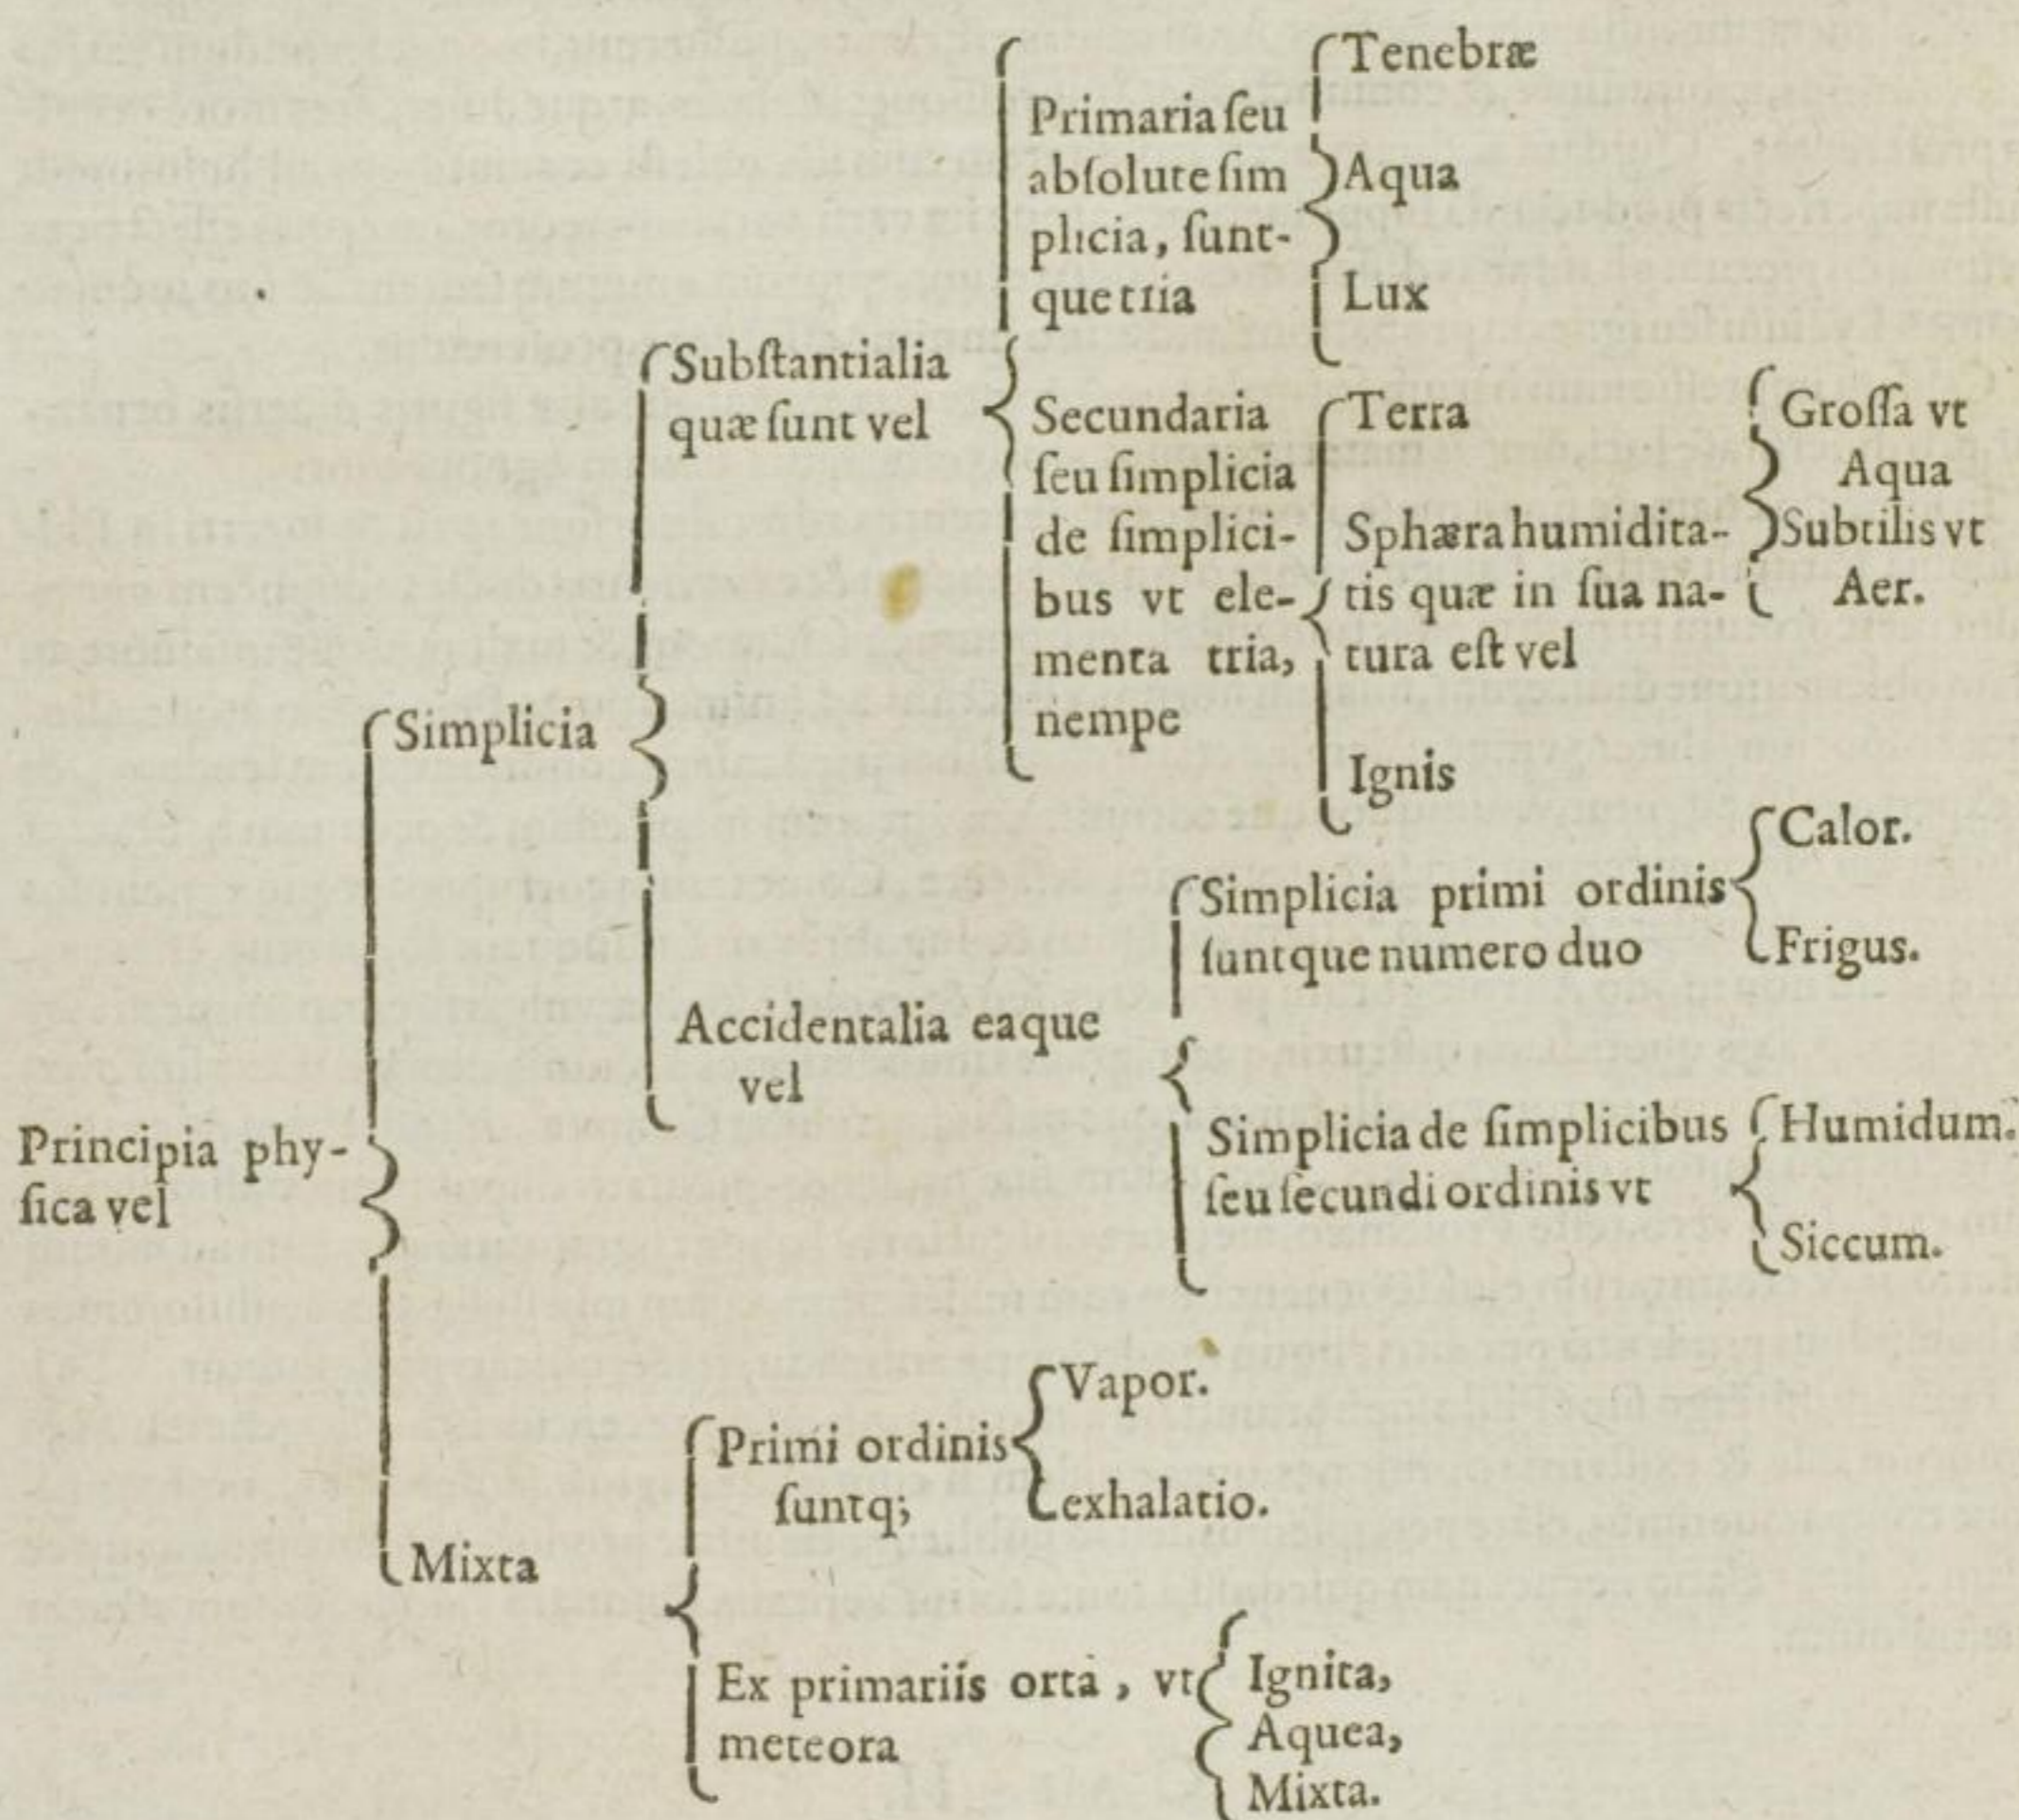 Tenebræ
Primaria ſeu
abſolute ſim
plicia, ſunt-
que tria
Aqua
Lux
Subſtantialia
quæ ſunt vel
Secundaria
ſeu ſimplicia
de ſimplici-
bus vt ele-
menta tria,
nempe
Terra
Sphæra humidita-
tis quæ in ſua na-
tura eſt vel
Groſſa vt
Aqua
Subtilis vt
Aer.
Ignis
Simplicia
Accidentalia eaque
vel
Simplicia primi ordinis
ſuntque numero duo
Calor.
Frigus.
Simplicia de ſimplicibus
ſeu ſecundi ordinis vt
Humidum.
Siccum.
Principia phy-
ſica vel
Mixta
Primi ordinis
ſuntq;
Vapor.
exhalatio.
Ex primariis orta, vt
meteora
Ignita,
Aquea,
Mixta.